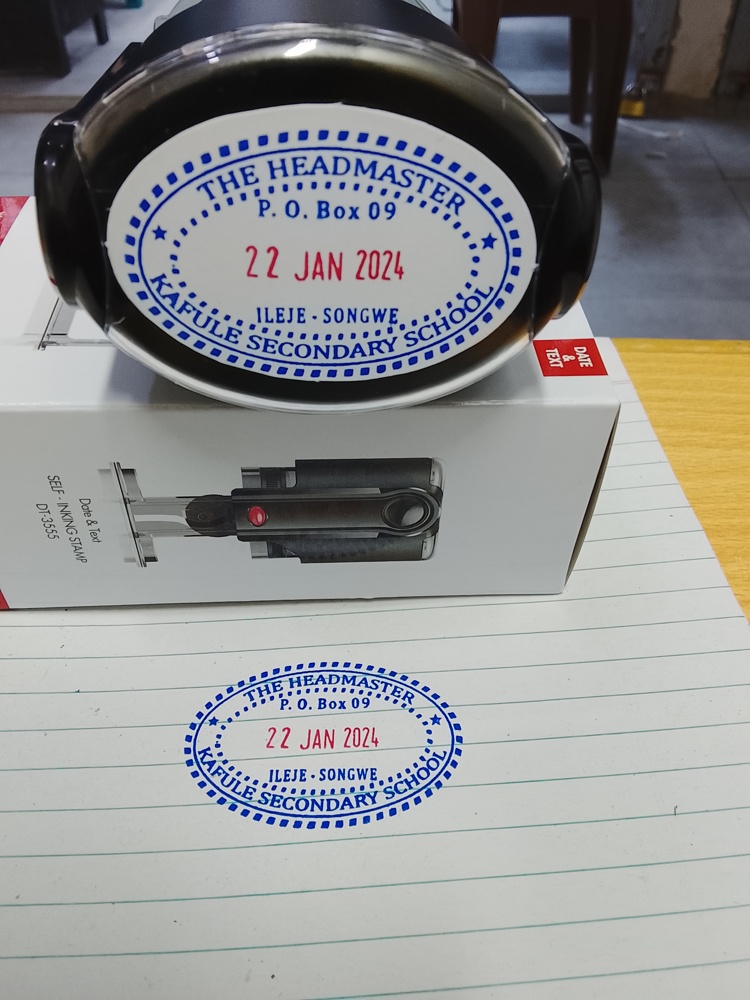 THE HEADMASTER
P. O. Box 09
22 JAN 2024
ILEJE - SONGWE
KAFULE SECONDARY SCHOOL
DATE
&
TEXT
Date & Text
SELF - INKING STAMP
DT-3555
THE HEADMASTER
P. O. Box 09
22 JAN 2024
ILEJE - SONGWE
KAFULE SECONDARY SCHOOL